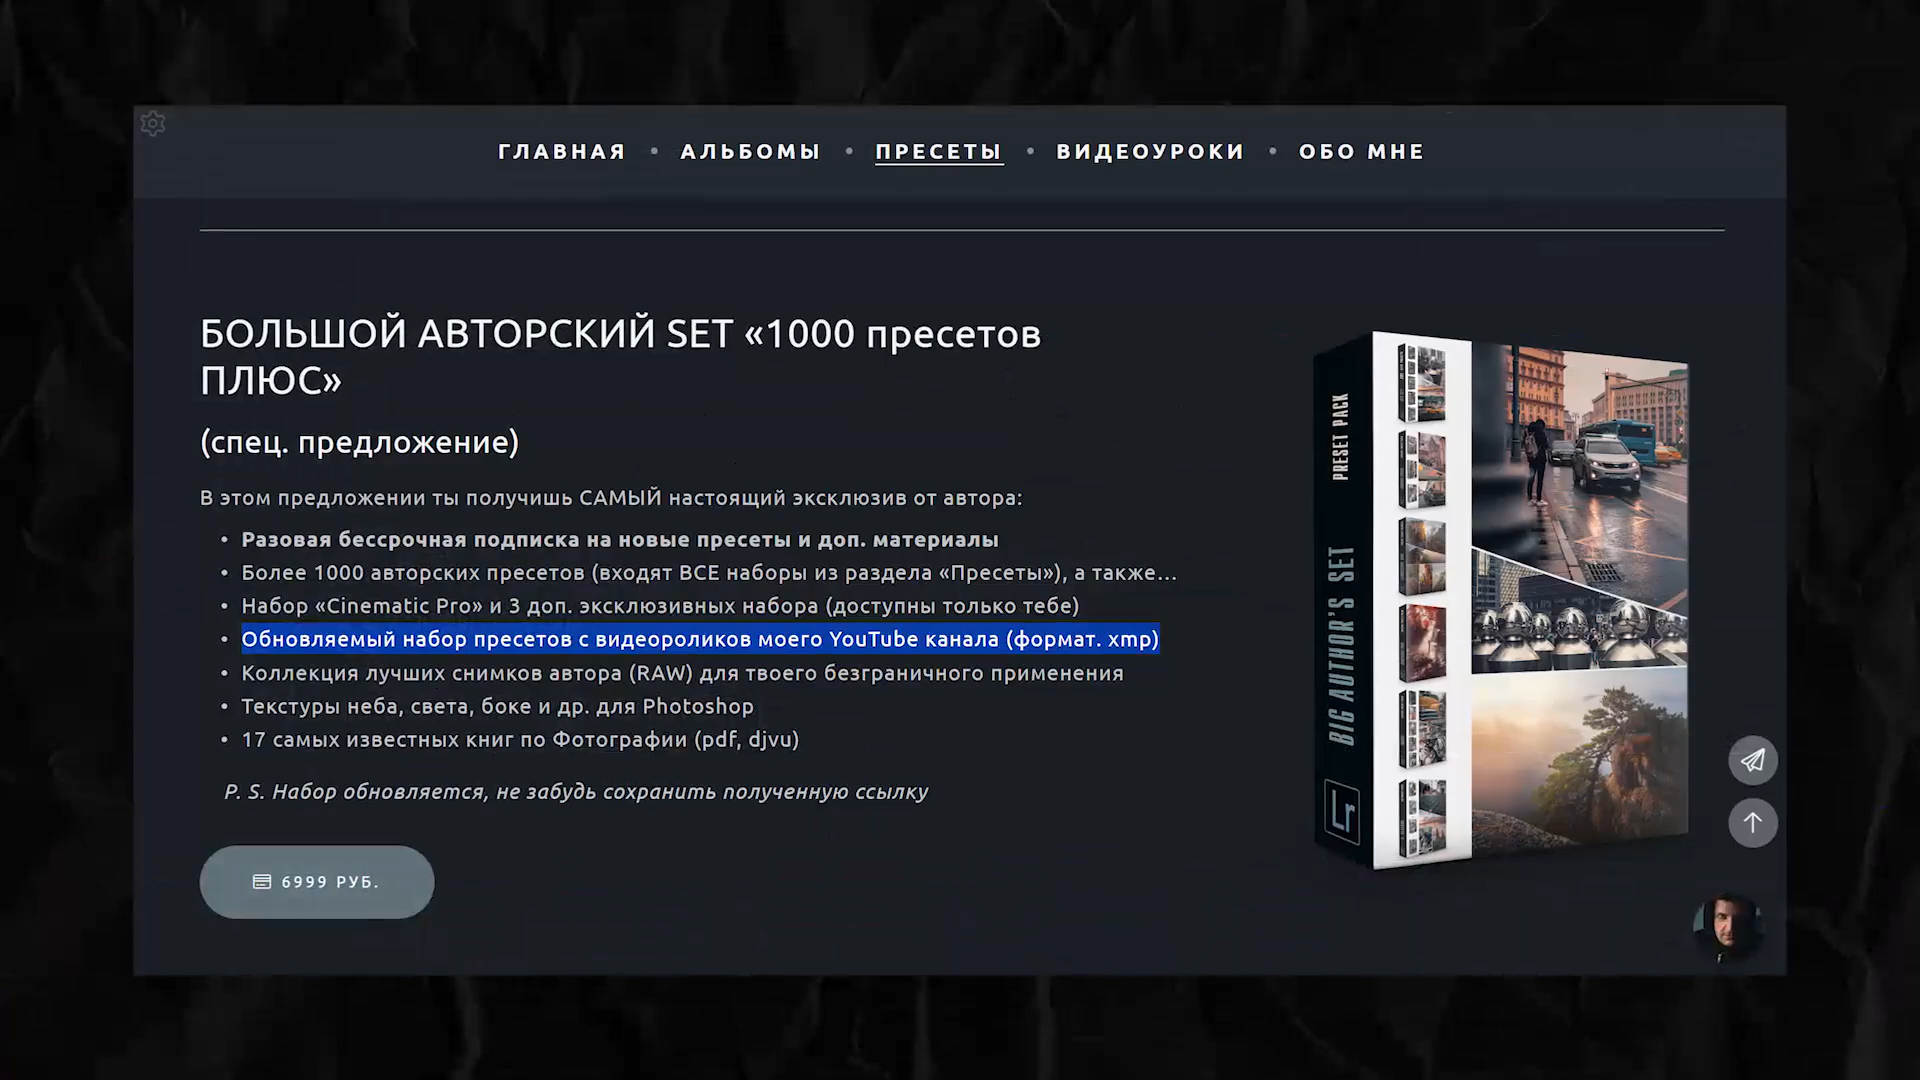 ГЛАВНАЯ • АЛЬБОМЫ • ПРЕСЕТЫ • ВИДЕОУРОКИ • ОБО МНЕ
БОЛЬШОЙ АВТОРСКИЙ SET «1000 пресетов
ПЛЮС»
(спец. предложение)
В этом предложении ты получишь САМЫЙ настоящий эксклюзив от автора:
• Разовая бессрочная подписка на новые пресеты и доп. материалы
• Более 1000 авторских пресетов (входят ВСЕ наборы из раздела «Пресеты»), а также...
• Набор «Cinematic Pro» и 3 доп. эксклюзивных набора (доступны только тебе)
• Обновляемый набор пресетов с видеороликов моего YouTube канала (формат. xmp)
• Коллекция лучших снимков автора (RAW) для твоего безграничного применения
• Текстуры неба, света, боке и др. для Photoshop
• 17 самых известных книг по Фотографии (pdf, djvu)
P. S. Набор обновляется, не забудь сохранить полученную ссылку
6999 РУБ.
PRESET PACK
BIG AUTHOR'S SET
Lr